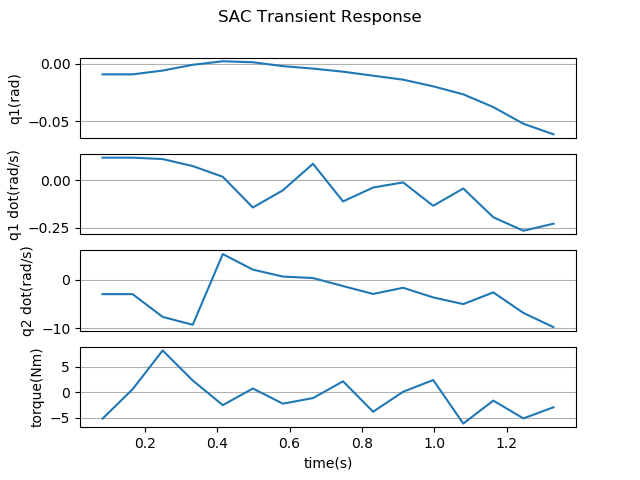 SAC Transient Response
q1(rad)
0.00
−0.05
q1 dot(rad/s)
0.00
−0.25
q2 dot(rad/s)
0
−10
torque(Nm)
5
0
−5
0.2 0.4 0.6 0.8 1.0 1.2
time(s)